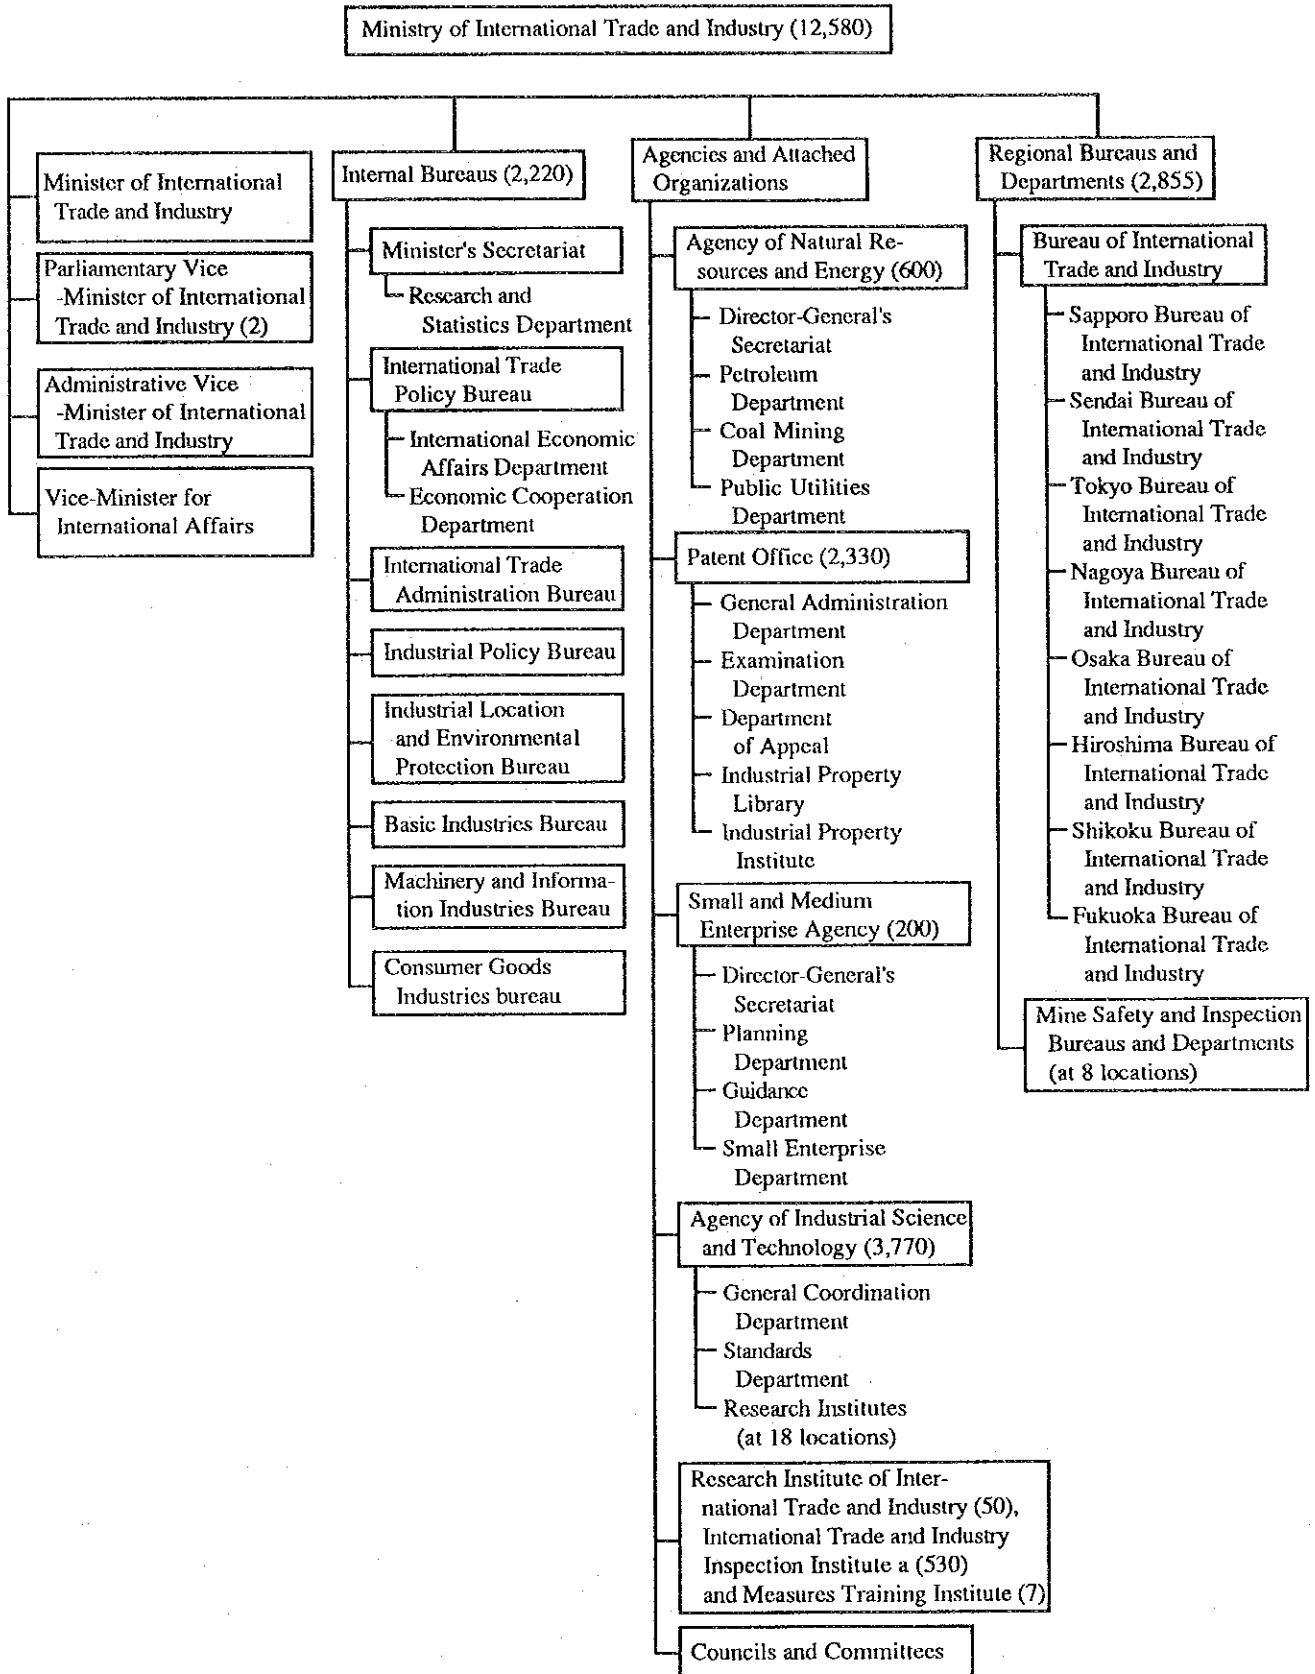 Ministry of International Trade and Industry (12,580)
Minister of International
Trade and Industry
Parliamentary Vice
-Minister of International
Trade and Industry (2)
Administrative Vice
-Minister of International
Trade and Industry
Vice-Minister for
International Affairs
Internal Bureaus (2,220)
Minister's Secretariat
Research and
Statistics Department
International Trade
Policy Bureau
International Economic
Affairs Department
Economic Cooperation
Department
International Trade
Administration Bureau
Industrial Policy Bureau
Industrial Location
and Environmental
Protection Bureau
Basic Industries Bureau
Machinery and Informa-
tion Industries Bureau
Consumer Goods
Industries bureau
Agencies and Attached
Organizations
Agency of Natural Re-
sources and Energy (600)
Director-General's
Secretariat
Petroleum
Department
Coal Mining
Department
Public Utilities
Department
Patent Office (2,330)
General Administration
Department
Examination
Department
Department
of Appeal
Industrial Property
Library
Industrial Property
Institute
Small and Medium
Enterprise Agency (200)
Director-General's
Secretariat
Planning
Department
Guidance
Department
Small Enterprise
Department
Agency of Industrial Science
and Technology (3,770)
General Coordination
Department
Standards
Department
Research Institutes
(at 18 locations)
Research Institute of Inter-
national Trade and Industry (50),
International Trade and Industry
Inspection Institute a (530)
and Measures Training Institute (7)
Councils and Committees
Regional Bureaus and
Departments (2,855)
Bureau of International
Trade and Industry
Sapporo Bureau of
International Trade
and Industry
Sendai Bureau of
International Trade
and Industry
Tokyo Bureau of
International Trade
and Industry
Nagoya Bureau of
International Trade
and Industry
Osaka Bureau of
International Trade
and Industry
Hiroshima Bureau of
International Trade
and Industry
Shikoku Bureau of
International Trade
and Industry
Fukuoka Bureau of
International Trade
and Industry
Mine Safety and Inspection
Bureaus and Departments
(at 8 locations)